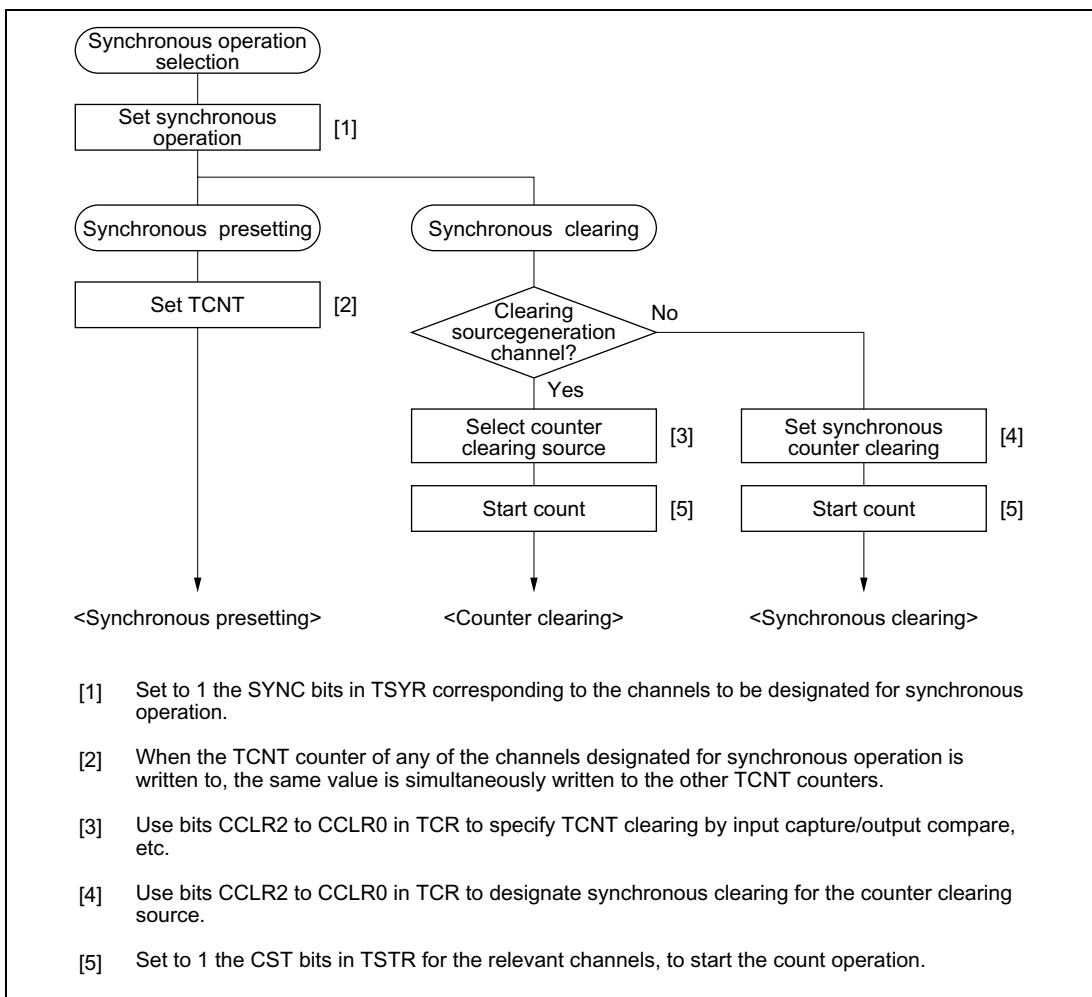 Synchronous operation
selection
Set synchronous
operation
[1]
Synchronous presetting
Synchronous clearing
Set TCNT
[2]
Clearing
sourcegeneration
channel?
No
Yes
Select counter
clearing source
[3]
Set synchronous
counter clearing
[4]
Start count
[5]
Start count
[5]
<Synchronous presetting>
<Counter clearing>
<Synchronous clearing>
[1] Set to 1 the SYNC bits in TSYR corresponding to the channels to be designated for synchronous
operation.
[2] When the TCNT counter of any of the channels designated for synchronous operation is
written to, the same value is simultaneously written to the other TCNT counters.
[3] Use bits CCLR2 to CCLR0 in TCR to specify TCNT clearing by input capture/output compare,
etc.
[4] Use bits CCLR2 to CCLR0 in TCR to designate synchronous clearing for the counter clearing
source.
[5] Set to 1 the CST bits in TSTR for the relevant channels, to start the count operation.